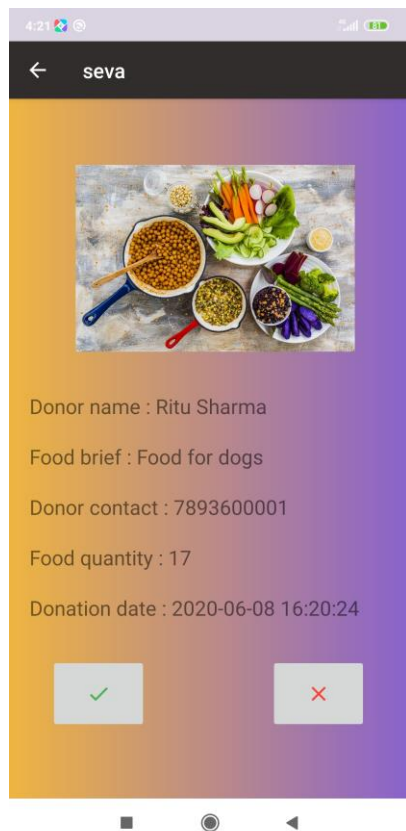 4:21
81
seva
Donor name : Ritu Sharma
Food brief : Food for dogs
Donor contact : 7893600001
Food quantity : 17
Donation date : 2020-06-08 16:20:24